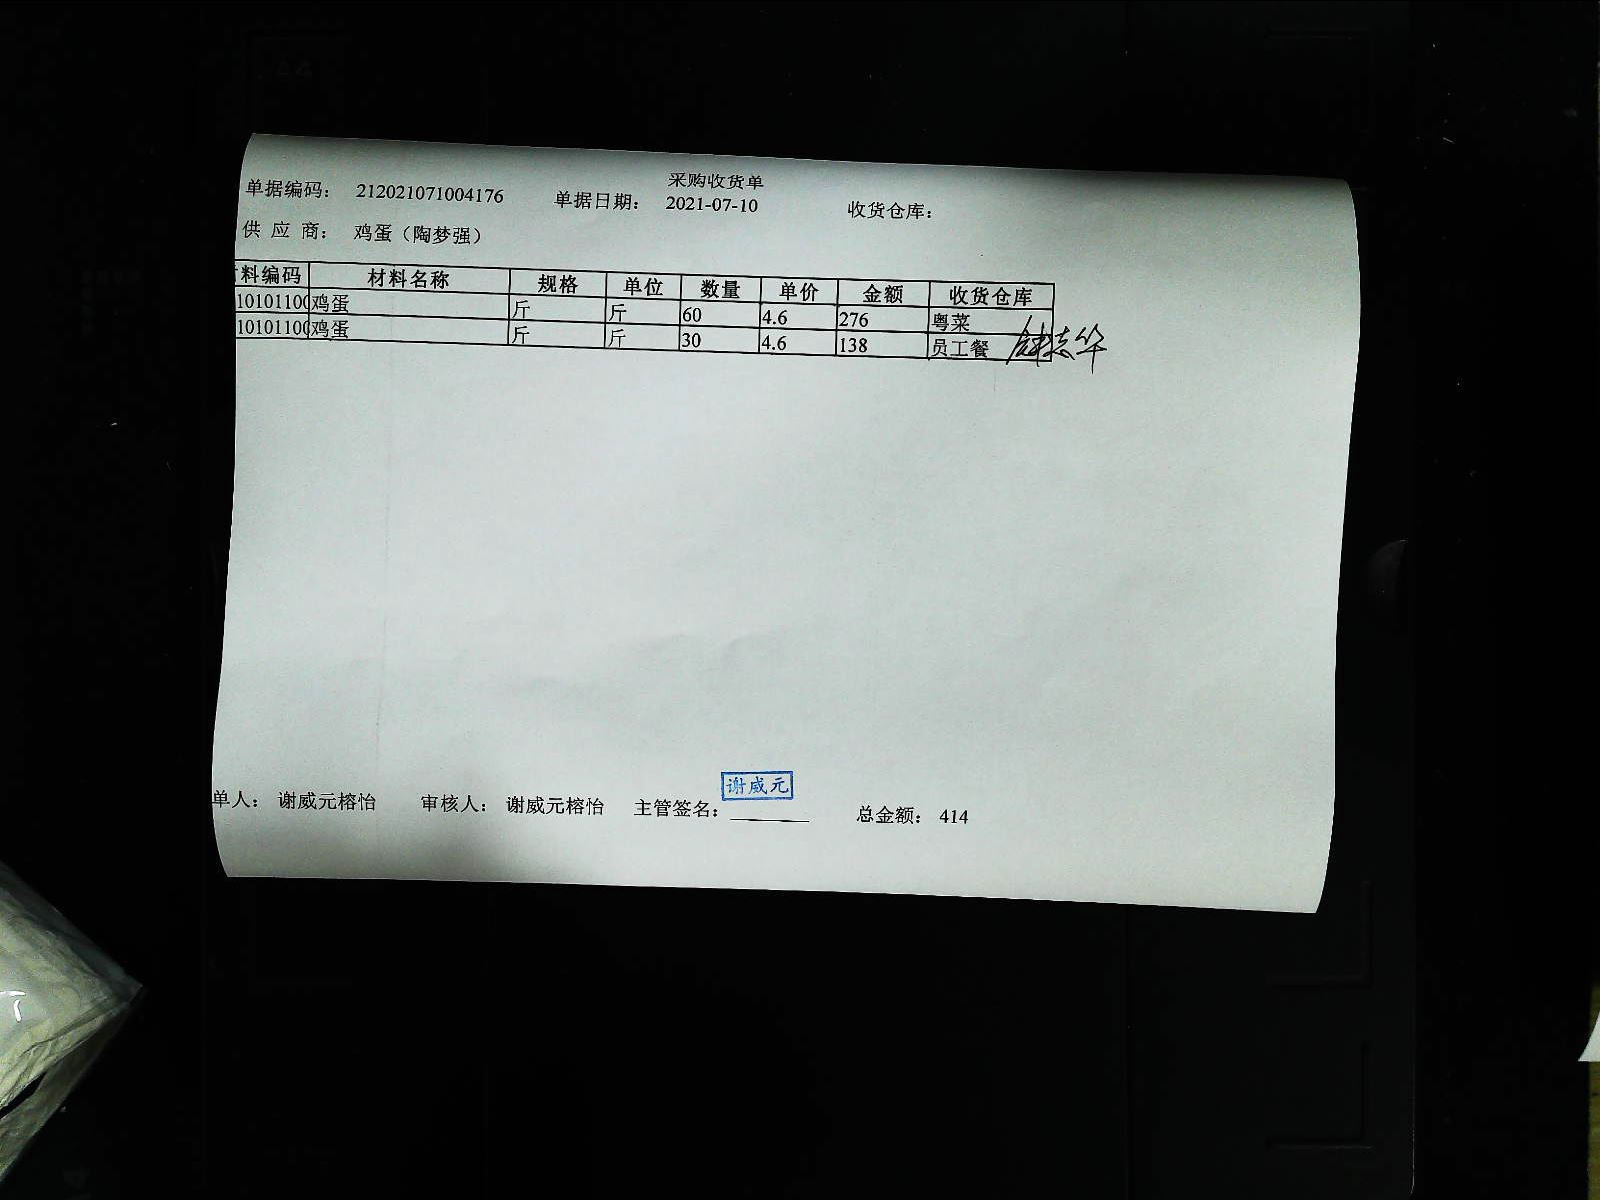 采购收货单
单据编码： 212021071004176 单据日期： 2021-07-10 收货仓库：
供 应 商： 鸡蛋（陶梦强）
料编码 材料名称 规格 单位 数量 单价 金额 收货仓库
10101100 鸡蛋 斤 斤 60 4.6 276 粤菜
10101100 鸡蛋 斤 斤 30 4.6 138 员工餐
谢威元
单人： 谢威元榕怡 审核人： 谢威元榕怡 主管签名： 总金额： 414